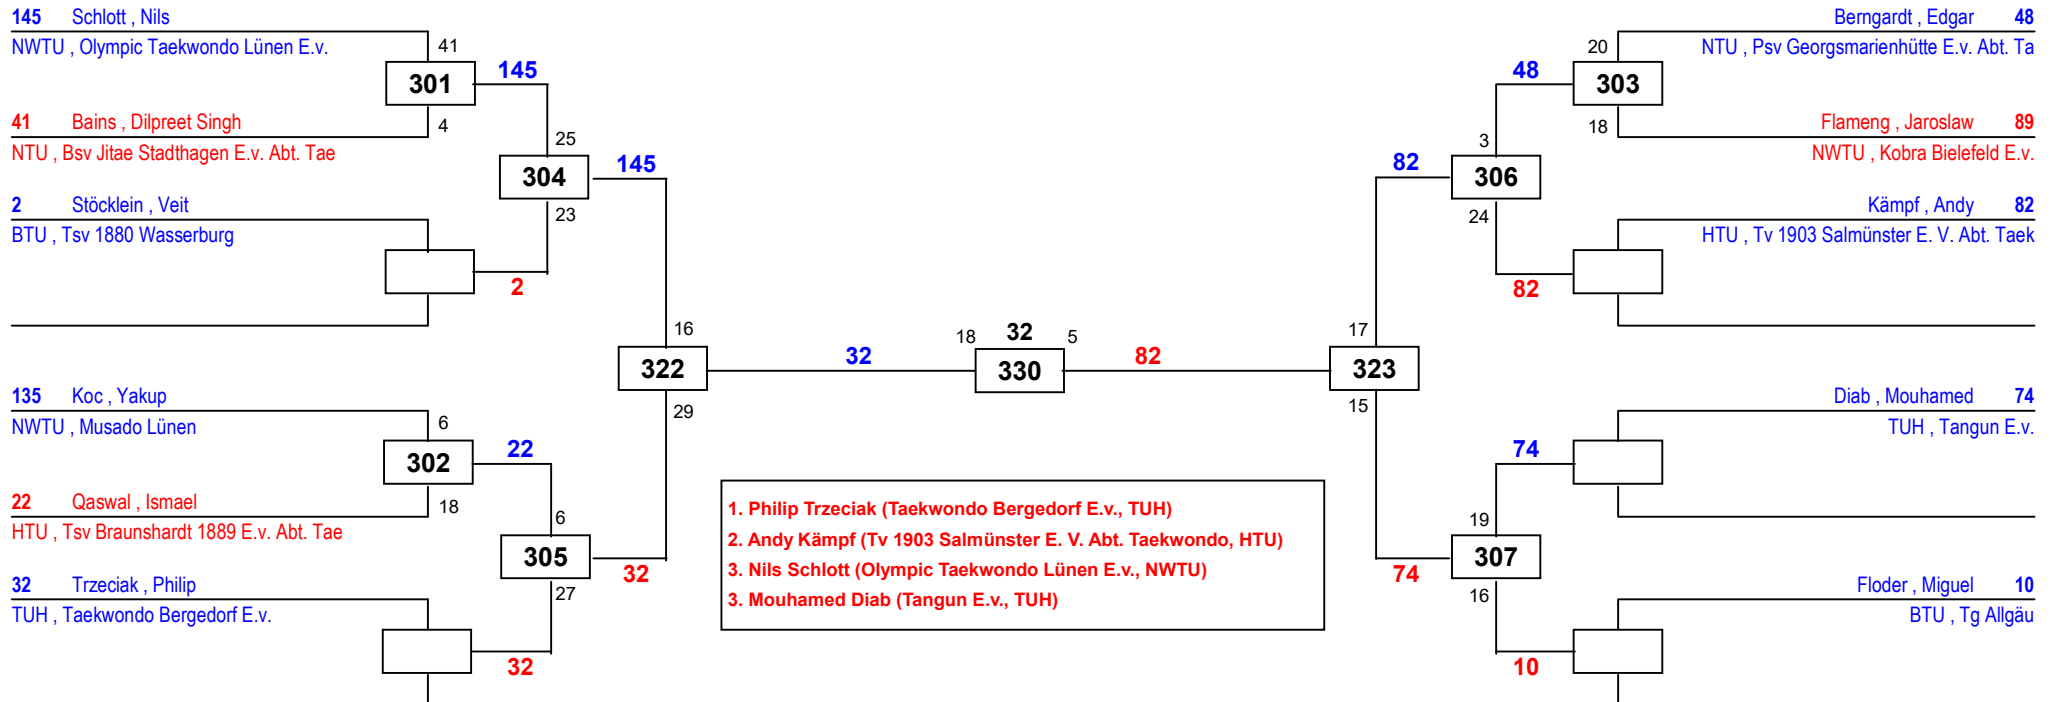 145 Schlott , Nils
NWTU , Olympic Taekwondo Lünen E.v.
41
301
145
4
41 Bains , Dilpreet Singh
NTU , Bsv Jitae Stadthagen E.v. Abt. Tae
25
304
145
23
2 Stöcklein , Veit
BTU , Tsv 1880 Wasserburg
2
16
322
32
29
135 Koc , Yakup
NWTU , Musado Lünen
6
302
22
18
22 Qaswal , Ismael
HTU , Tsv Braunshardt 1889 E.v. Abt. Tae
6
305
32
27
32 Trzeciak , Philip
TUH , Taekwondo Bergedorf E.v.
32
18 32 5
330
82
1. Philip Trzeciak (Taekwondo Bergedorf E.v., TUH)
2. Andy Kämpf (Tv 1903 Salmünster E. V. Abt. Taekwondo, HTU)
3. Nils Schlott (Olympic Taekwondo Lünen E.v., NWTU)
3. Mouhamed Diab (Tangun E.v., TUH)
Berngardt , Edgar 48
NTU , Psv Georgsmarienhütte E.v. Abt. Ta
20
48
303
18
Flameng , Jaroslaw 89
NWTU , Kobra Bielefeld E.v.
3
82
306
24
Kämpf , Andy 82
HTU , Tv 1903 Salmünster E. V. Abt. Taek
82
17
323
15
Diab , Mouhamed 74
TUH , Tangun E.v.
74
19
307
74
16
Floder , Miguel 10
BTU , Tg Allgäu
10